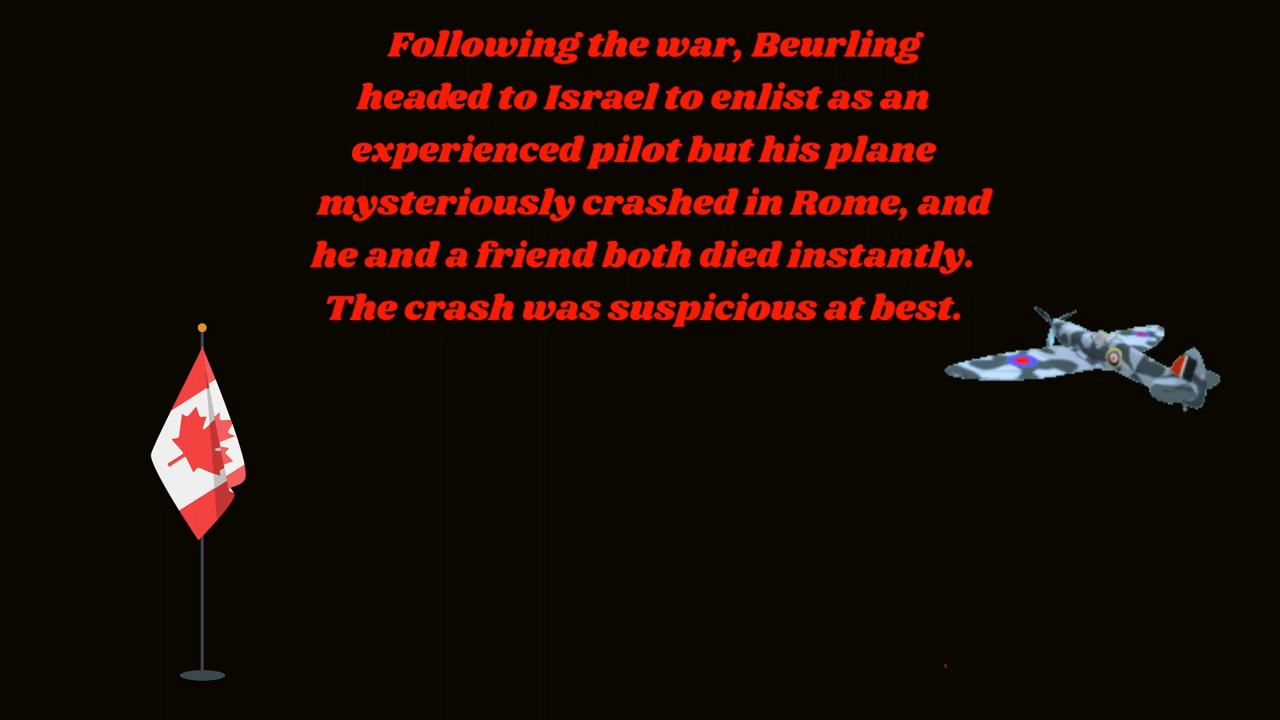 Following the war, Beurling
headed to Israel to enlist as an
experienced pilot but his plane
mysteriously crashed in Rome, and
he and a friend both died instantly.
The crash was suspicious at best.
^